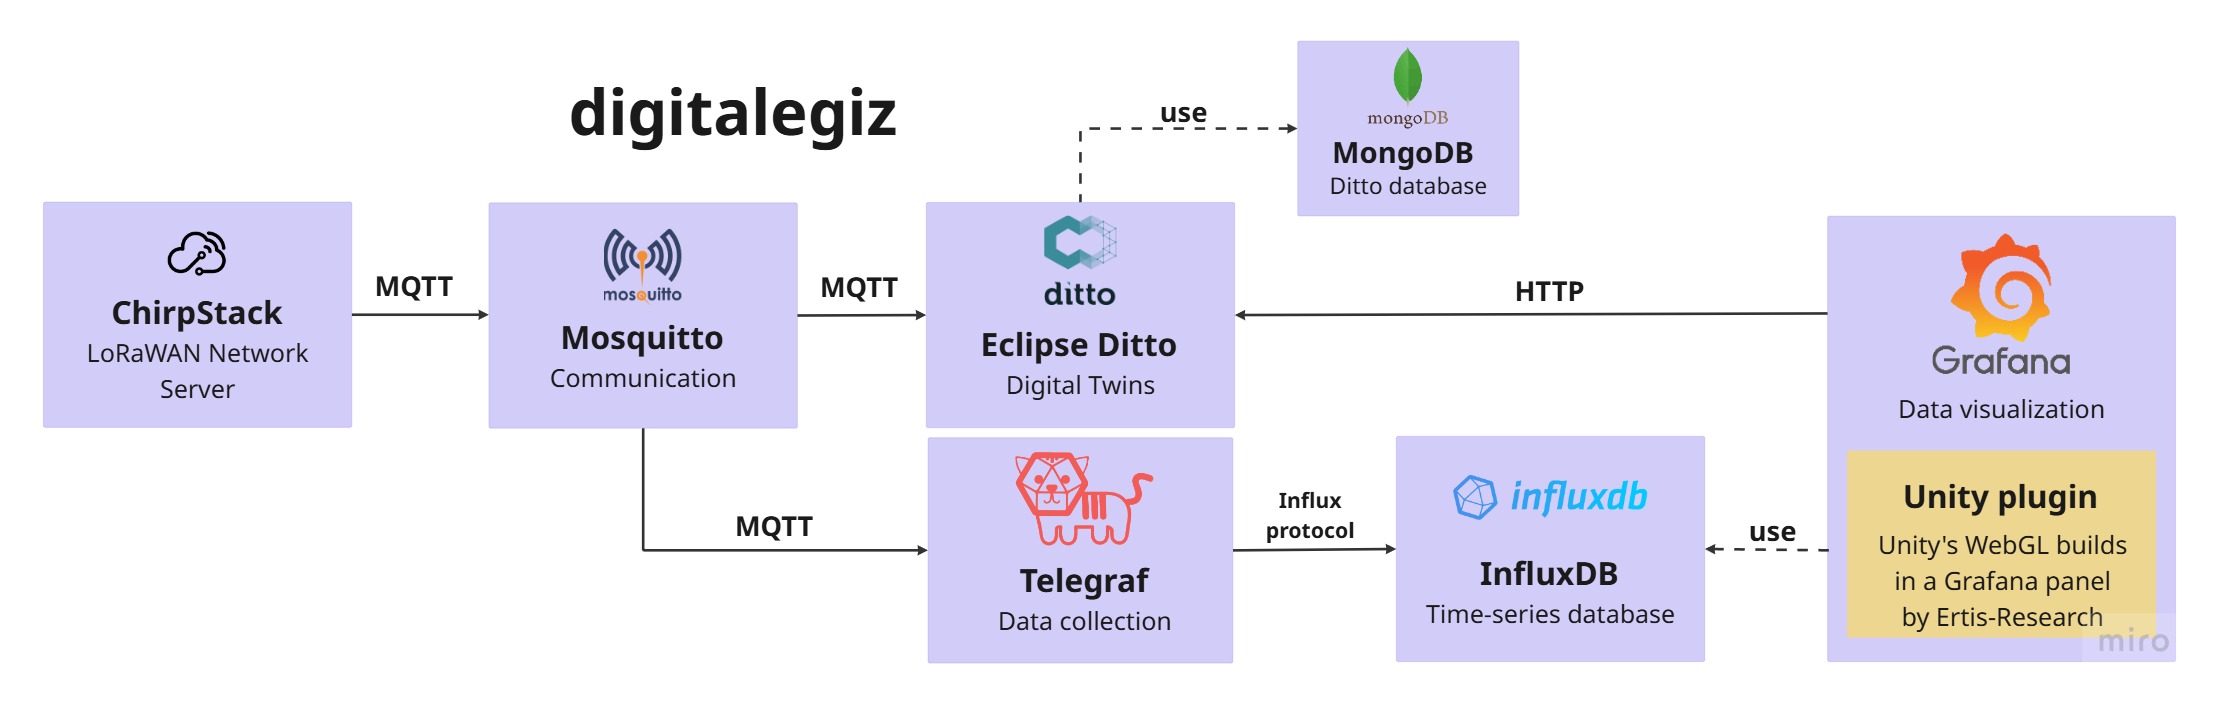 digitalegiz
use
mongoDB
MongoDB
Ditto database
ChirpStack
LoRaWAN Network
Server
MQTT
mosquitto
Mosquitto
Communication
MQTT
ditto
Eclipse Ditto
Digital Twins
HTTP
Grafana
Data visualization
MQTT
Telegraf
Data collection
Influx
protocol
influxdb
InfluxDB
Time-series database
use
Unity plugin
Unity's WebGL builds
in a Grafana panel
by Ertis-Research
miro